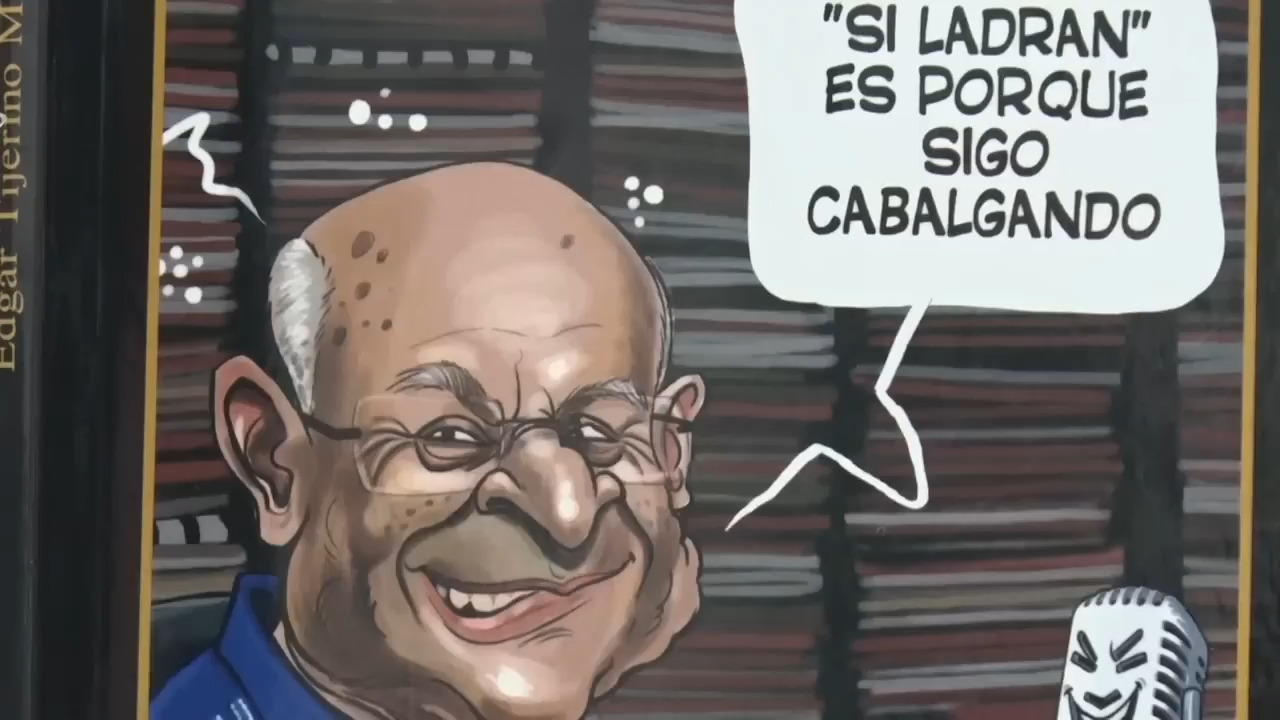 Edgar Tijerino M
"SI LADRAN"
ES PORQUE
SIGO
CABALGANDO